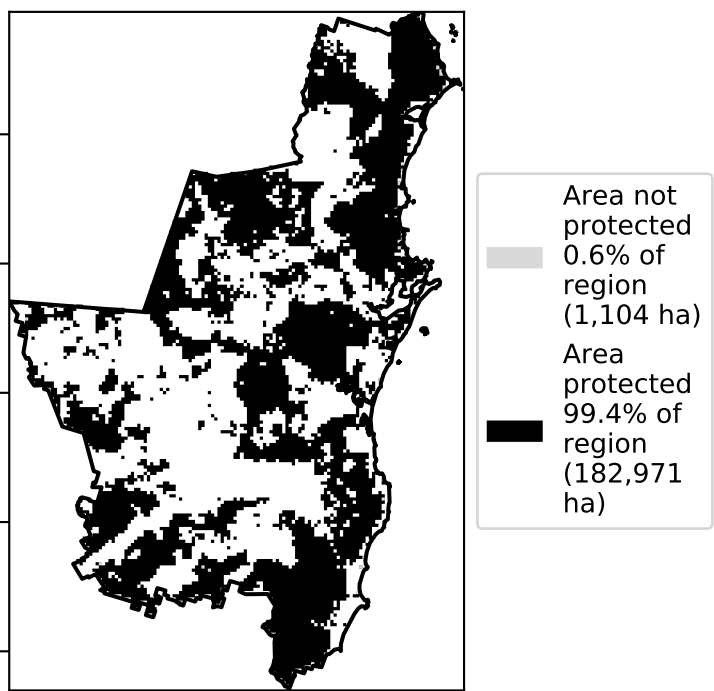 Area not
protected
0.6% of
region
(1,104 ha)
Area
protected
99.4% of
region
(182,971
ha)